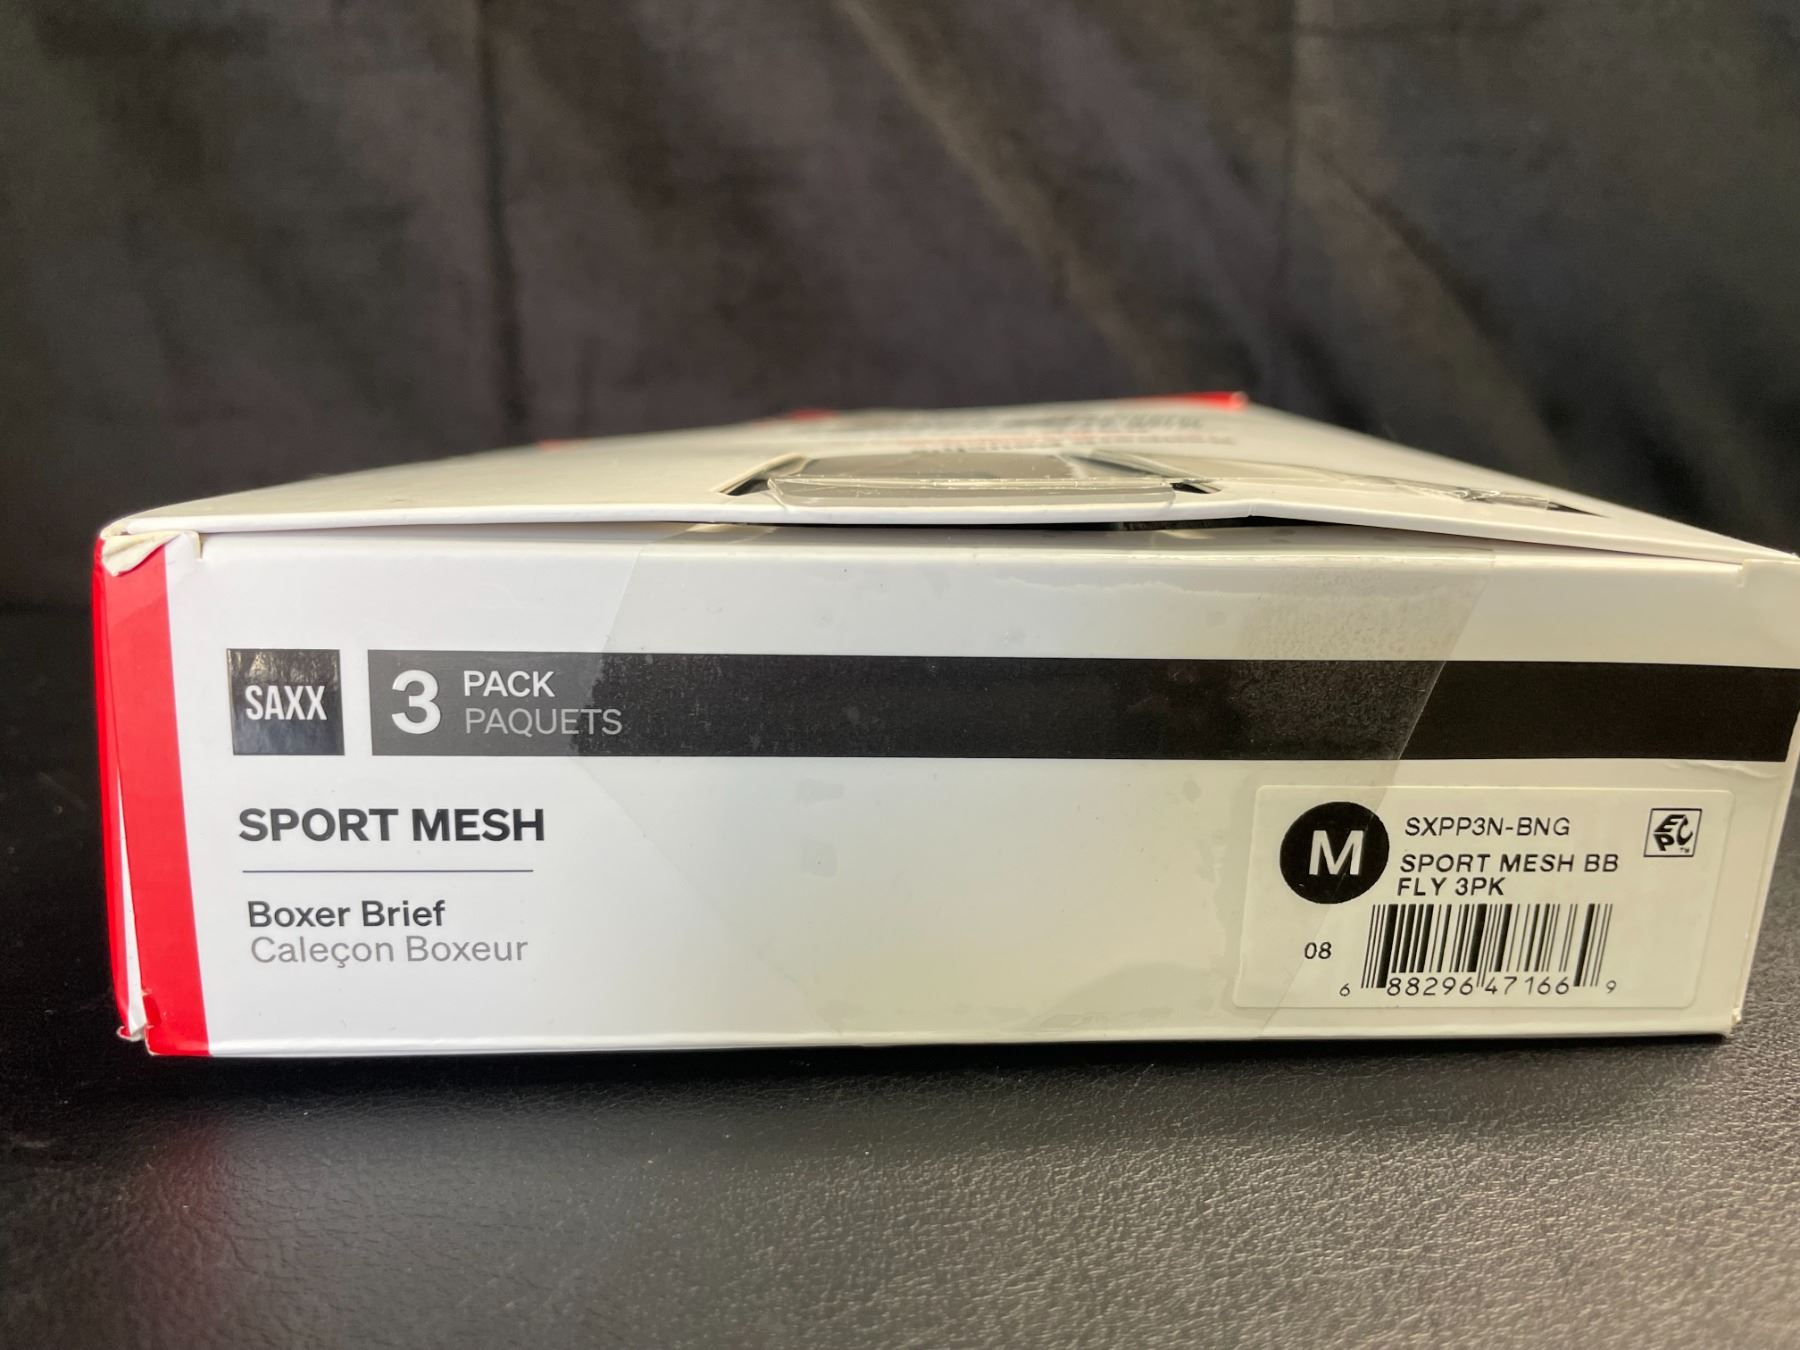 SAXX
3 PACK
PAQUETS
SPORT MESH
Boxer Brief
Caleçon Boxeur
M
SXPP3N-BNG
EPC
SPORT MESH BB
FLY 3PK
08
6 88296 47166 9